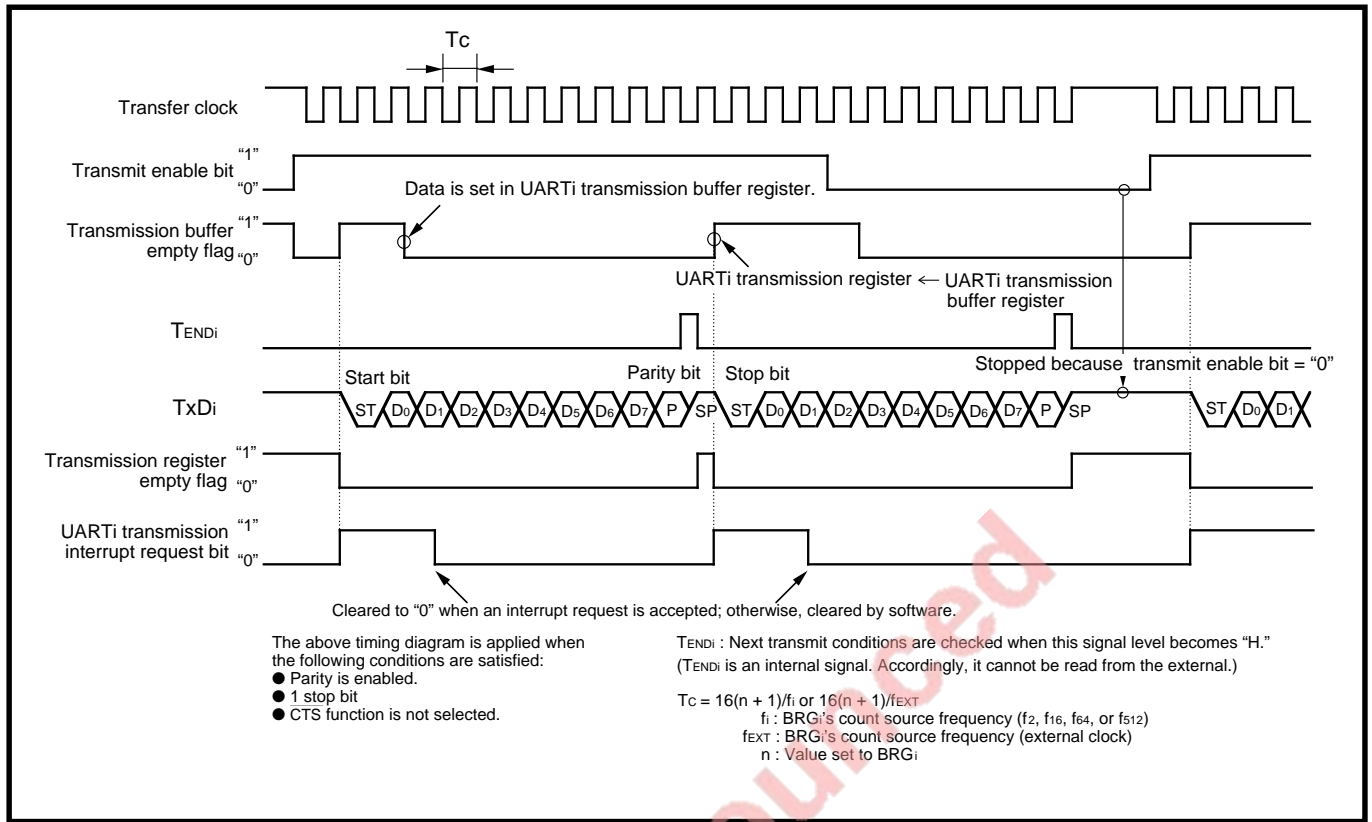 Tc
Transfer clock
Transmit enable bit
“1”
“0”
Data is set in UARTi transmission buffer register.
Transmission buffer
empty flag
“1”
“0”
UARTi transmission register ← UARTi transmission
buffer register
TENDi
Stopped because transmit enable bit = “0”
Start bit
Parity bit
Stop bit
TxDi
ST D0 D1 D2 D3 D4 D5 D6 D7 P SP ST D0 D1 D2 D3 D4 D5 D6 D7 P SP ST D0 D1
Transmission register
empty flag
“1”
“0”
UARTi transmission
interrupt request bit
“1”
“0”
Cleared to “0” when an interrupt request is accepted; otherwise, cleared by software.
The above timing diagram is applied when
the following conditions are satisfied:
● Parity is enabled.
● 1 stop bit
● CTS function is not selected.
TENDi : Next transmit conditions are checked when this signal level becomes “H.”
(TENDi is an internal signal. Accordingly, it cannot be read from the external.)
Tc = 16(n + 1)/fi or 16(n + 1)/fEXT
fi : BRGi’s count source frequency (f2, f16, f64, or f512)
fEXT : BRGi’s count source frequency (external clock)
n : Value set to BRGi